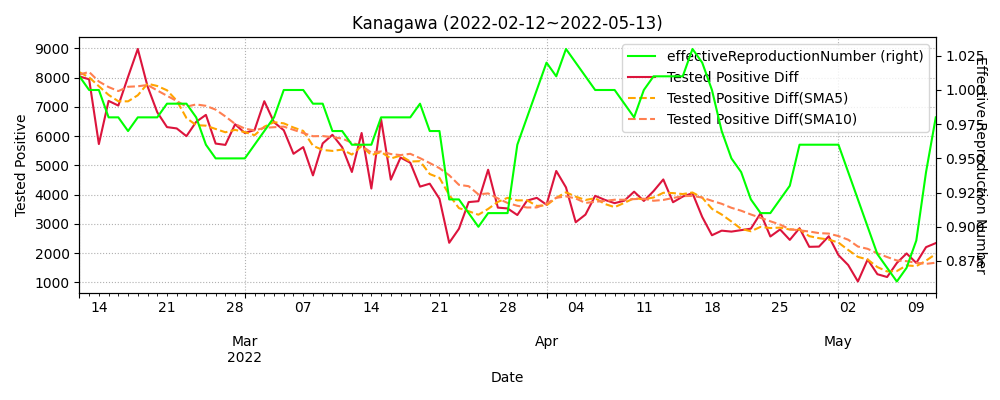 Kanagawa (2022-02-12~2022-05-13)
effectiveReproductionNumber (right)
Tested Positive Diff
Tested Positive Diff(SMA5)
Tested Positive Diff(SMA10)
Tested Positive
9000
8000
7000
6000
5000
4000
3000
2000
1000
Effective Reproduction Number
1.025
1.000
0.975
0.950
0.925
0.900
0.875
14 21 28 07 14 21 28 04 11 18 25 02 09
Mar Apr May
2022
Date